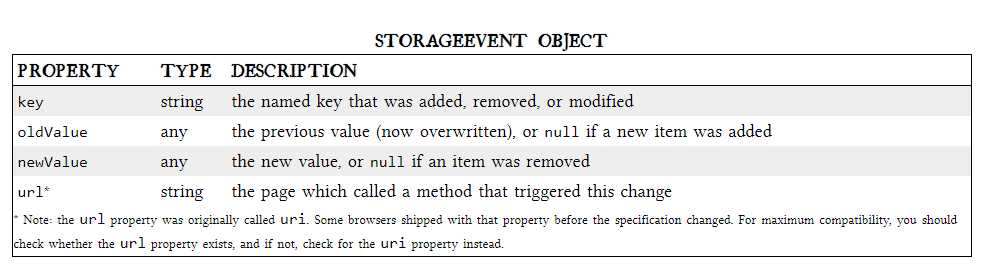 STORAGEEVENT OBJECT
PROPERTY TYPE DESCRIPTION
key string the named key that was added, removed, or modified
oldValue any the previous value (now overwritten), or null if a new item was added
newValue any the new value, or null if an item was removed
url* string the page which called a method that triggered this change
* Note: the url property was originally called uri. Some browsers shipped with that property before the specification changed. For maximum compatibility, you should
check whether the url property exists, and if not, check for the uri property instead.